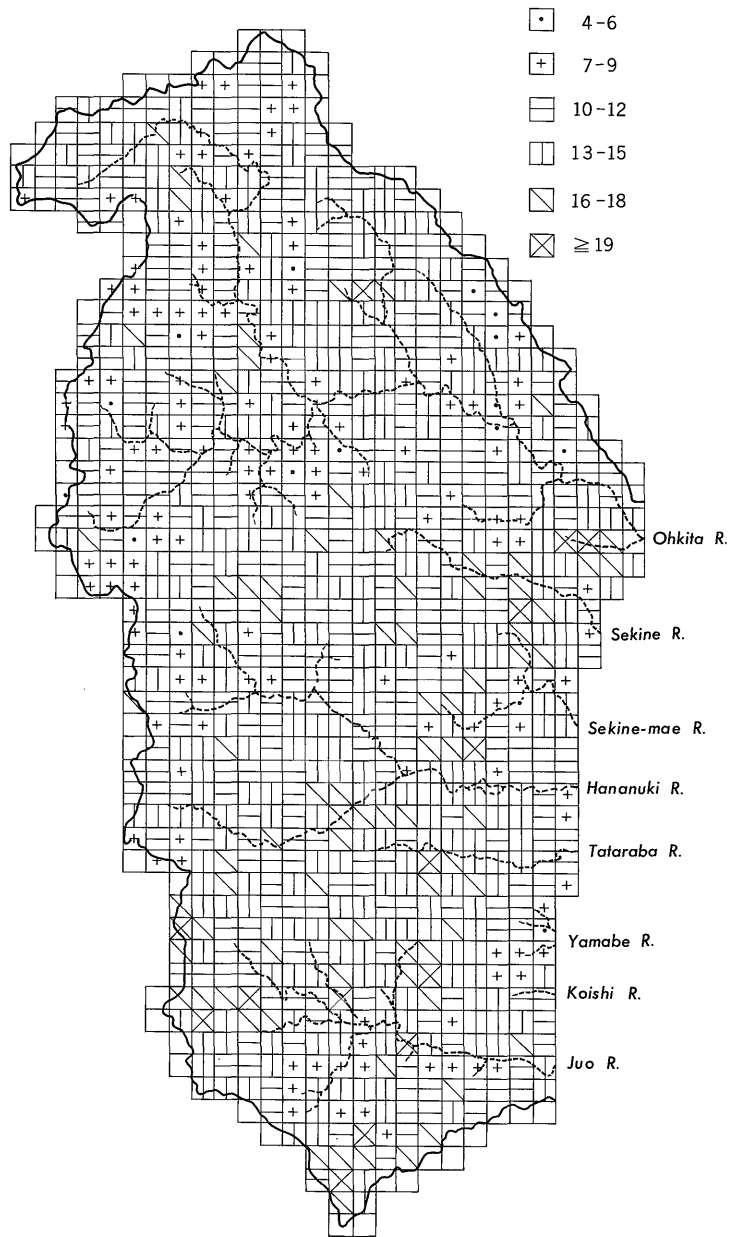 4-6
7-9
10-12
13-15
16-18
≧19
Ohkita R.
Sekine R.
Sekine-mae R.
Hananuki R.
Tataraba R.
Yamabe R.
Koishi R.
Juo R.